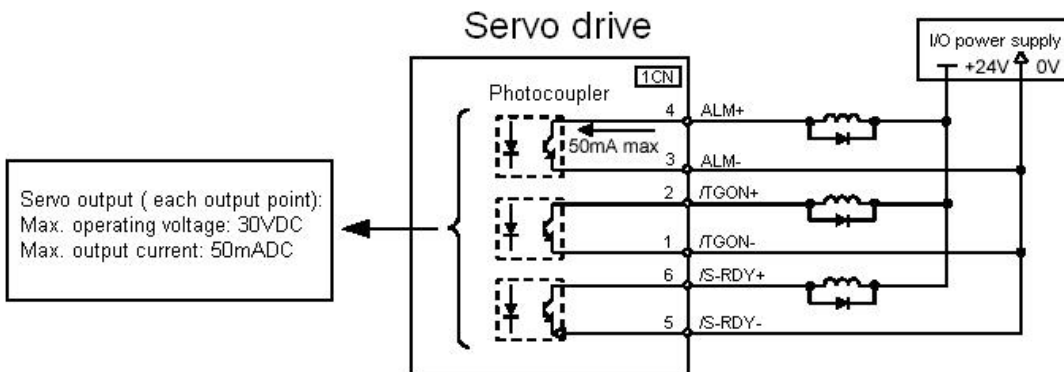 Servo drive
I/O power supply
+24V 0V
1CN
Photocoupler
4 ALM+
50mA max
3 ALM-
2 /TGON+
Servo output ( each output point):
Max. operating voltage: 30VDC
Max. output current: 50mADC
1 /TGON-
6 /S-RDY+
5 /S-RDY-